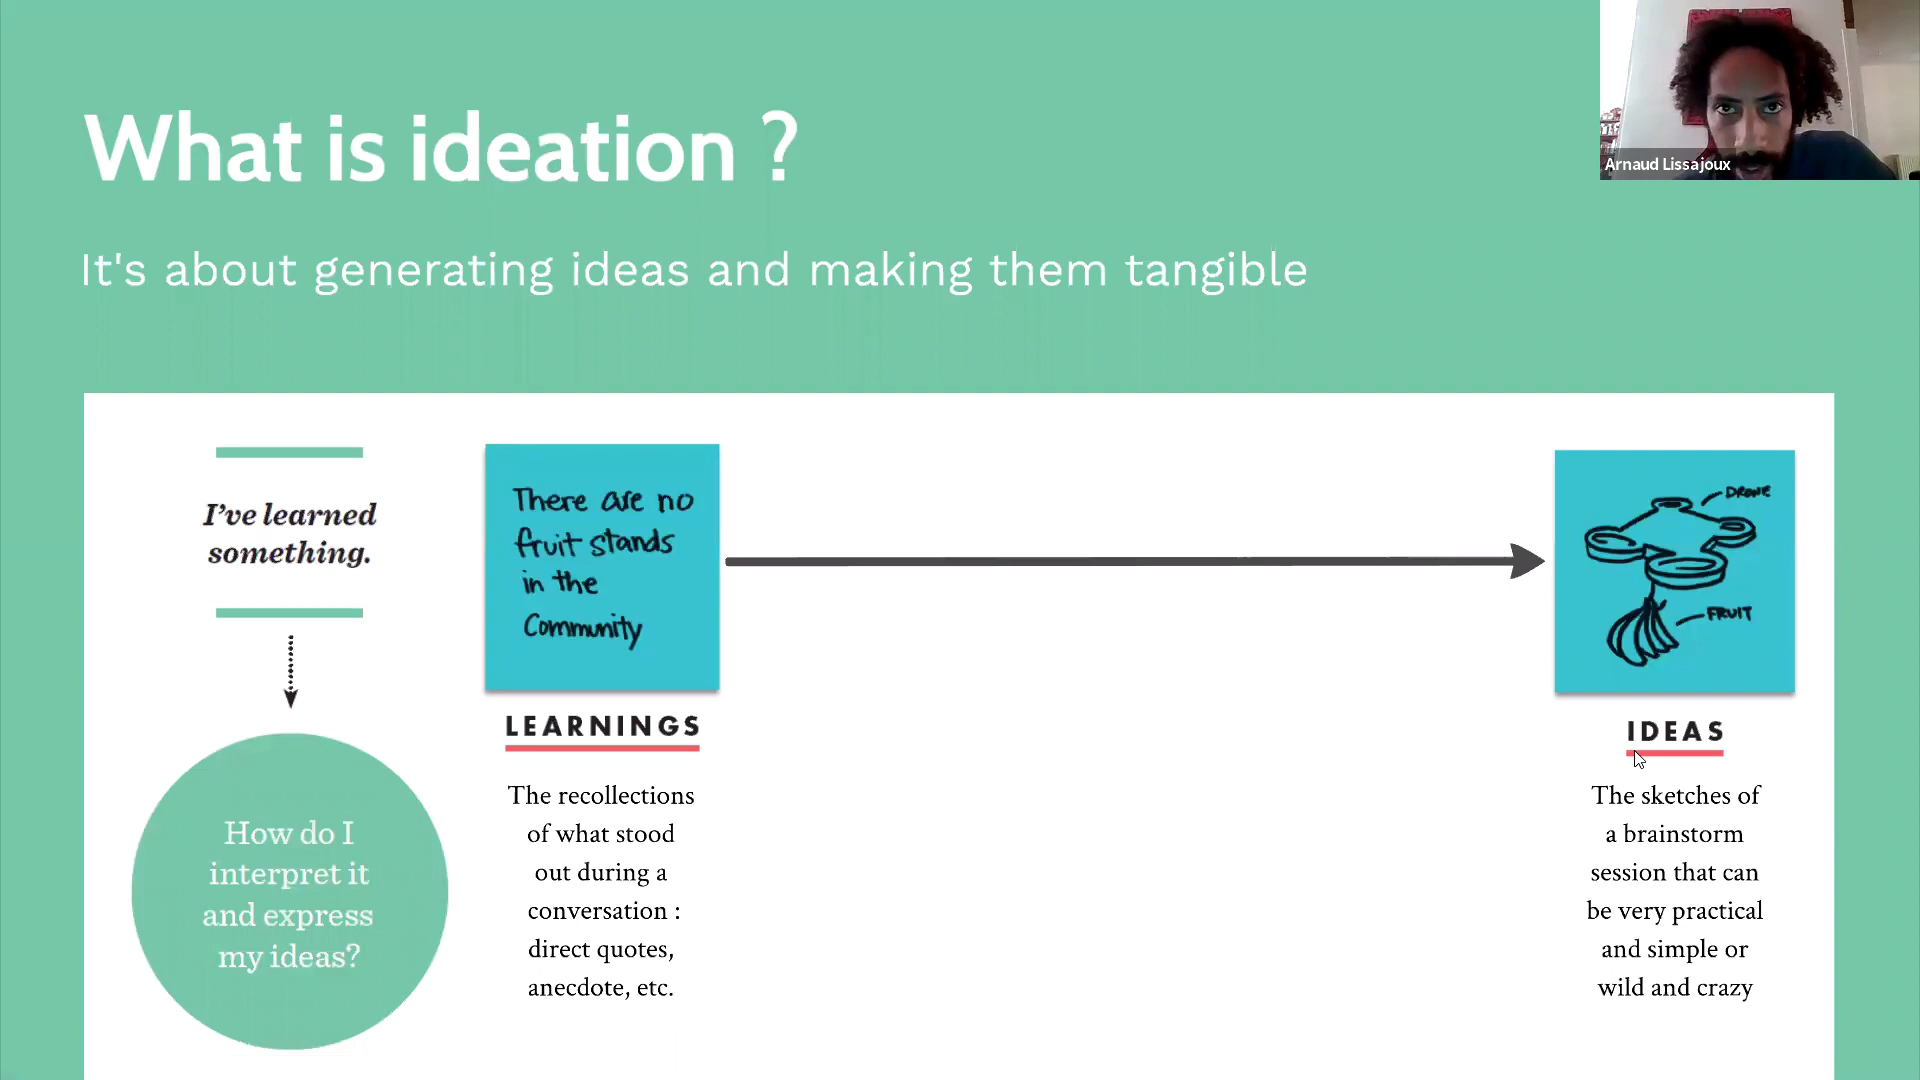 What is ideation ?
Arnaud Lissajoux
It's about generating ideas and making them tangible
I've learned
something.
How do I
interpret it
and express
my ideas?
There are no
fruit stands
in the
Community
LEARNINGS
The recollections
of what stood
out during a
conversation :
direct quotes,
anecdote, etc.
DRONE
FRUIT
IDEAS
The sketches of
a brainstorm
session that can
be very practical
and simple or
wild and crazy